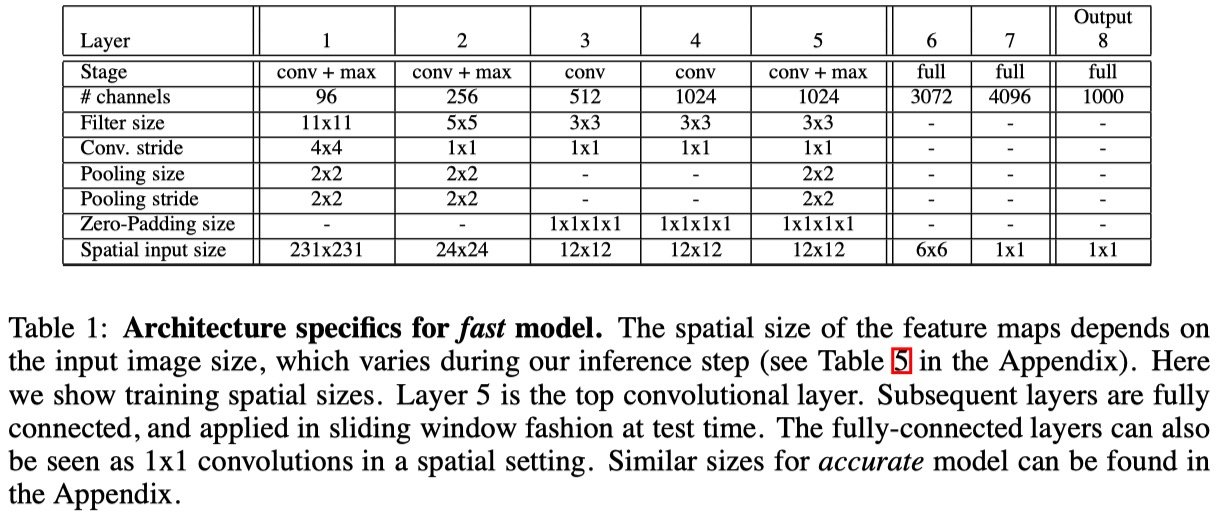 Output
Layer 1 2 3 4 5 6 7 8
Stage conv + max conv + max conv conv conv + max full full full
# channels 96 256 512 1024 1024 3072 4096 1000
Filter size 11x11 5x5 3x3 3x3 3x3 - - -
Conv. stride 4x4 1x1 1x1 1x1 1x1 - - -
Pooling size 2x2 2x2 - - 2x2 - - -
Pooling stride 2x2 2x2 - - 2x2 - - -
Zero-Padding size - - 1x1x1x1 1x1x1x1 1x1x1x1 - - -
Spatial input size 231x231 24x24 12x12 12x12 12x12 6x6 1x1 1x1
Table 1: Architecture specifics for fast model. The spatial size of the feature maps depends on
the input image size, which varies during our inference step (see Table 5 in the Appendix). Here
we show training spatial sizes. Layer 5 is the top convolutional layer. Subsequent layers are fully
connected, and applied in sliding window fashion at test time. The fully-connected layers can also
be seen as 1x1 convolutions in a spatial setting. Similar sizes for accurate model can be found in
the Appendix.